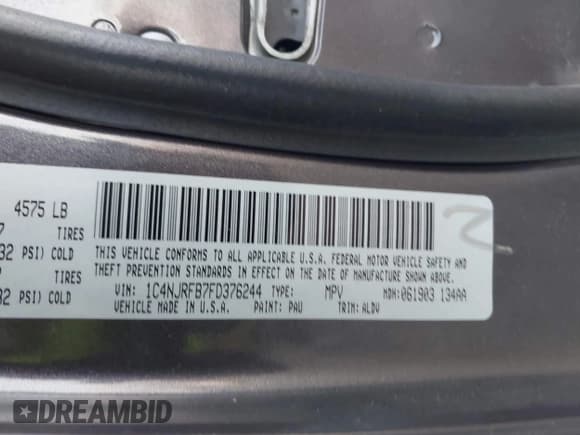 4575 LB
TIRES
32 PSI) COLD
TIRES
32 PSI) COLD
THIS VEHICLE CONFORMS TO ALL APPLICABLE U.S.A. FEDERAL MOTOR VEHICLE SAFETY AND
THEFT PREVENTION STANDARDS IN EFFECT ON THE DATE OF MANUFACTURE SHOWN ABOVE.
VIN: 1C4NJRFB7FD376244 TYPE: MPV MDH:061903 134AA
VEHICLE MADE IN U.S.A. PAINT: PAU TRIM: ALDV
Z
DREAMBID